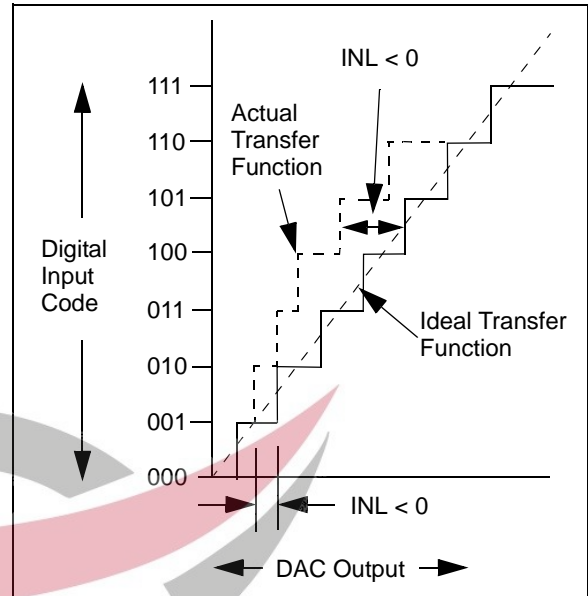 INL < 0
111
Actual
Transfer
Function
110
101
100
Digital
Input
Code
011
Ideal Transfer
Function
010
001
000
INL < 0
DAC Output